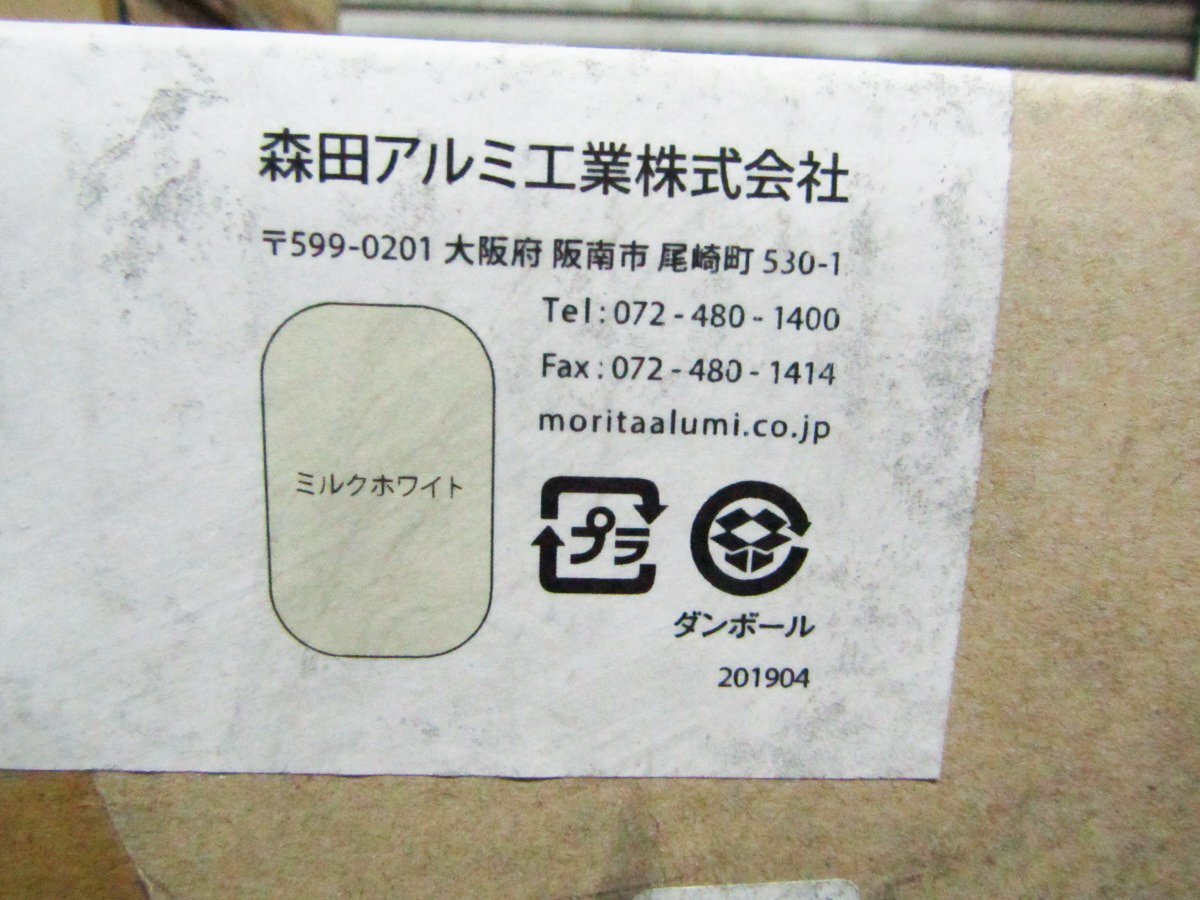 森田アルミ工業株式会社
〒599-0201 大阪府 阪南市 尾崎町 530-1
Tel : 072 - 480 - 1400
Fax : 072 - 480 - 1414
moritaalumi.co.jp
ミルクホワイト
プラ
ダンボール
201904